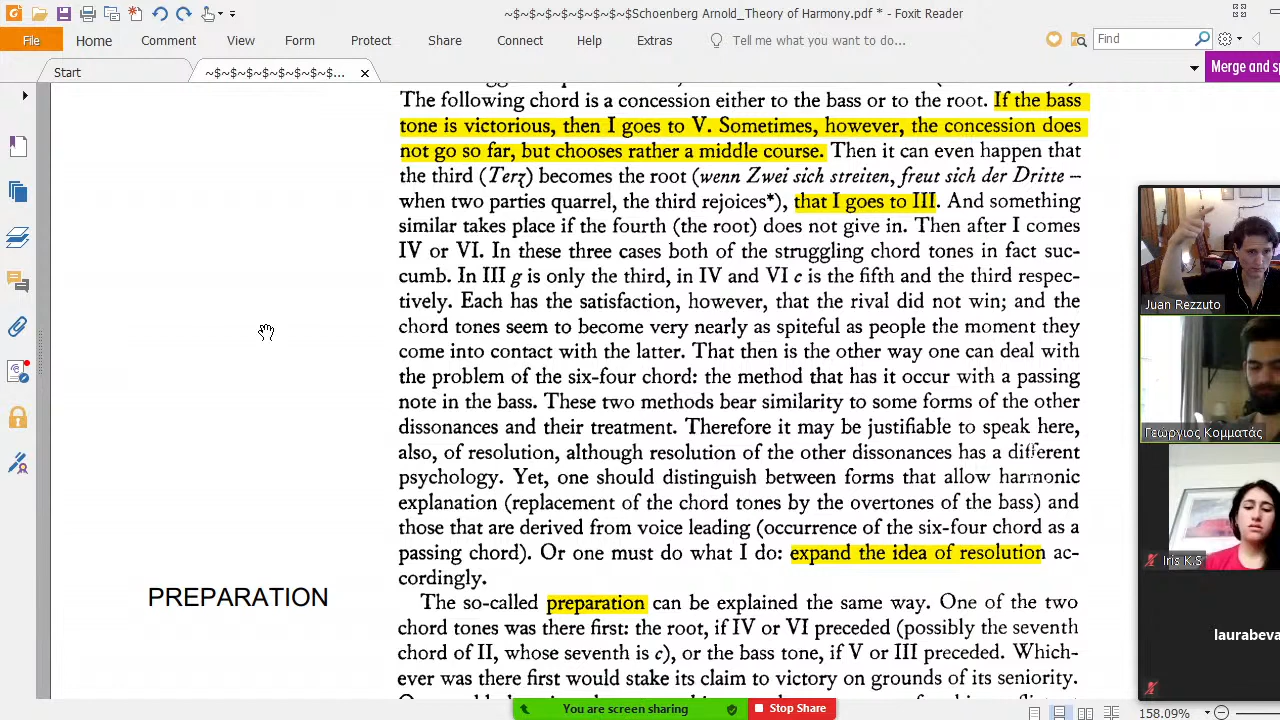 ~$~$~$~$~$~$~$~$Schoenberg Arnold_Theory of Harmony.pdf * - Foxit Reader
File Home Comment View Form Protect Share Connect Help Extras Tell me what you want to do... Find
Start ~$~$~$~$~$~$~$~$... Merge and sp
The following chord is a concession either to the bass or to the root. If the bass
tone is victorious, then I goes to V. Sometimes, however, the concession does
not go so far, but chooses rather a middle course. Then it can even happen that
the third (Terz) becomes the root (wenn Zwei sich streiten, freut sich der Dritte –
when two parties quarrel, the third rejoices*), that I goes to III. And something
similar takes place if the fourth (the root) does not give in. Then after I comes
IV or VI. In these three cases both of the struggling chord tones in fact suc-
cumb. In III g is only the third, in IV and VI c is the fifth and the third respec-
tively. Each has the satisfaction, however, that the rival did not win; and the
chord tones seem to become very nearly as spiteful as people the moment they
come into contact with the latter. That then is the other way one can deal with
the problem of the six-four chord: the method that has it occur with a passing
note in the bass. These two methods bear similarity to some forms of the other
dissonances and their treatment. Therefore it may be justifiable to speak here,
also, of resolution, although resolution of the other dissonances has a different
psychology. Yet, one should distinguish between forms that allow harmonic
explanation (replacement of the chord tones by the overtones of the bass) and
those that are derived from voice leading (occurrence of the six-four chord as a
passing chord). Or one must do what I do: expand the idea of resolution ac-
cordingly.
PREPARATION
The so-called preparation can be explained the same way. One of the two
chord tones was there first: the root, if IV or VI preceded (possibly the seventh
chord of II, whose seventh is c), or the bass tone, if V or III preceded. Which-
ever was there first would stake its claim to victory on grounds of its seniority.
Juan Rezzuto
Γεώργιος Κομματάς
Iris K.S
laurabeva
You are screen sharing Stop Share
158.09%